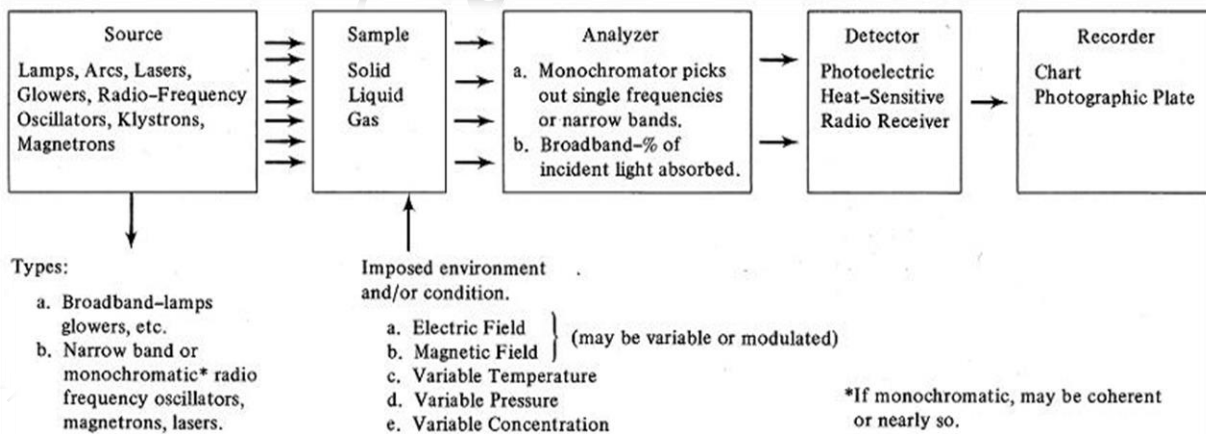 Source
Lamps, Arcs, Lasers,
Glowers, Radio-Frequency
Oscillators, Klystrons,
Magnetrons
Sample
Solid
Liquid
Gas
Analyzer
a. Monochromator picks
out single frequencies
or narrow bands.
b. Broadband-% of
incident light absorbed.
Detector
Photoelectric
Heat-Sensitive
Radio Receiver
Recorder
Chart
Photographic Plate
Types:
a. Broadband-lamps
glowers, etc.
b. Narrow band or
monochromatic* radio
frequency oscillators,
magnetrons, lasers.
Imposed environment
and/or condition.
a. Electric Field
b. Magnetic Field
(may be variable or modulated)
c. Variable Temperature
d. Variable Pressure
e. Variable Concentration
*If monochromatic, may be coherent
or nearly so.